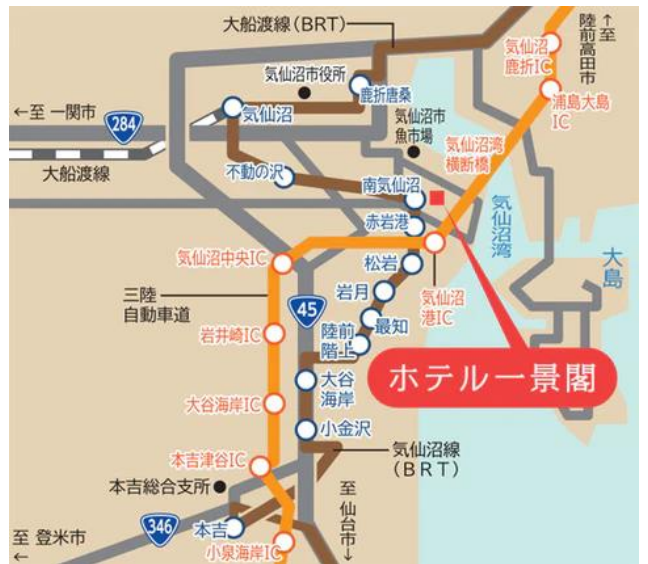 大船渡線（BRT）
↑至
陸前高田市
気仙沼
鹿折IC
気仙沼市役所
鹿折唐桑
←至 一関市
284
気仙沼
浦島大島
IC
気仙沼市
魚市場
気仙沼湾
横断橋
大船渡線
不動の沢
南気仙沼
赤岩港
気仙沼湾
大島
気仙沼中央IC
松岩
気仙沼
港IC
三陸
自動車道
45
岩月
岩井崎IC
最知
陸前
階上
ホテル一景閣
大谷
海岸
大谷海岸IC
小金沢
気仙沼線
（BRT）
本吉津谷IC
本吉総合支所
至 仙台市↓
346
本吉
至 登米市
←
小泉海岸IC